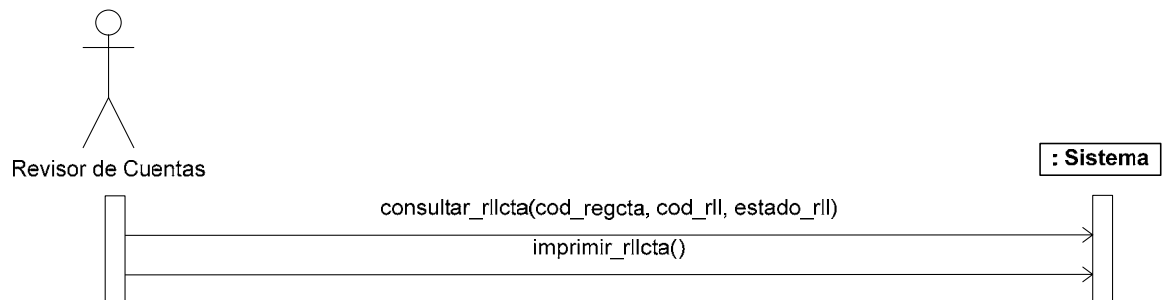 Revisor de Cuentas
: Sistema
consultar_rllcta(cod_regcta, cod_rll, estado_rll)
imprimir_rllcta()